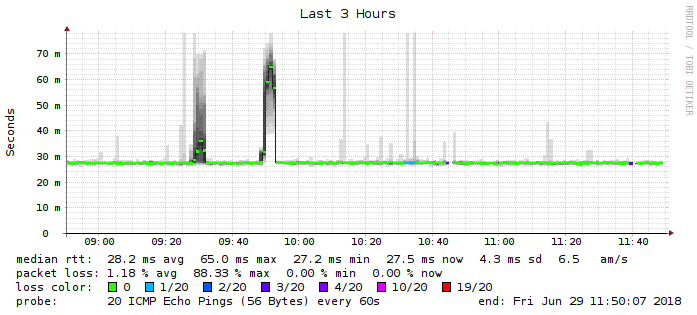 Last 3 Hours
RRDTOOL / TOBI OETIKER
Seconds
70 m
60 m
50 m
40 m
30 m
20 m
10 m
0
09:00 09:20 09:40 10:00 10:20 10:40 11:00 11:20 11:40
median rtt: 28.2 ms avg 65.0 ms max 27.2 ms min 27.5 ms now 4.3 ms sd 6.5 am/s
packet loss: 1.18 % avg 88.33 % max 0.00 % min 0.00 % now
loss color: 0 1/20 2/20 3/20 4/20 10/20 19/20
probe: 20 ICMP Echo Pings (56 Bytes) every 60s end: Fri Jun 29 11:50:07 2018